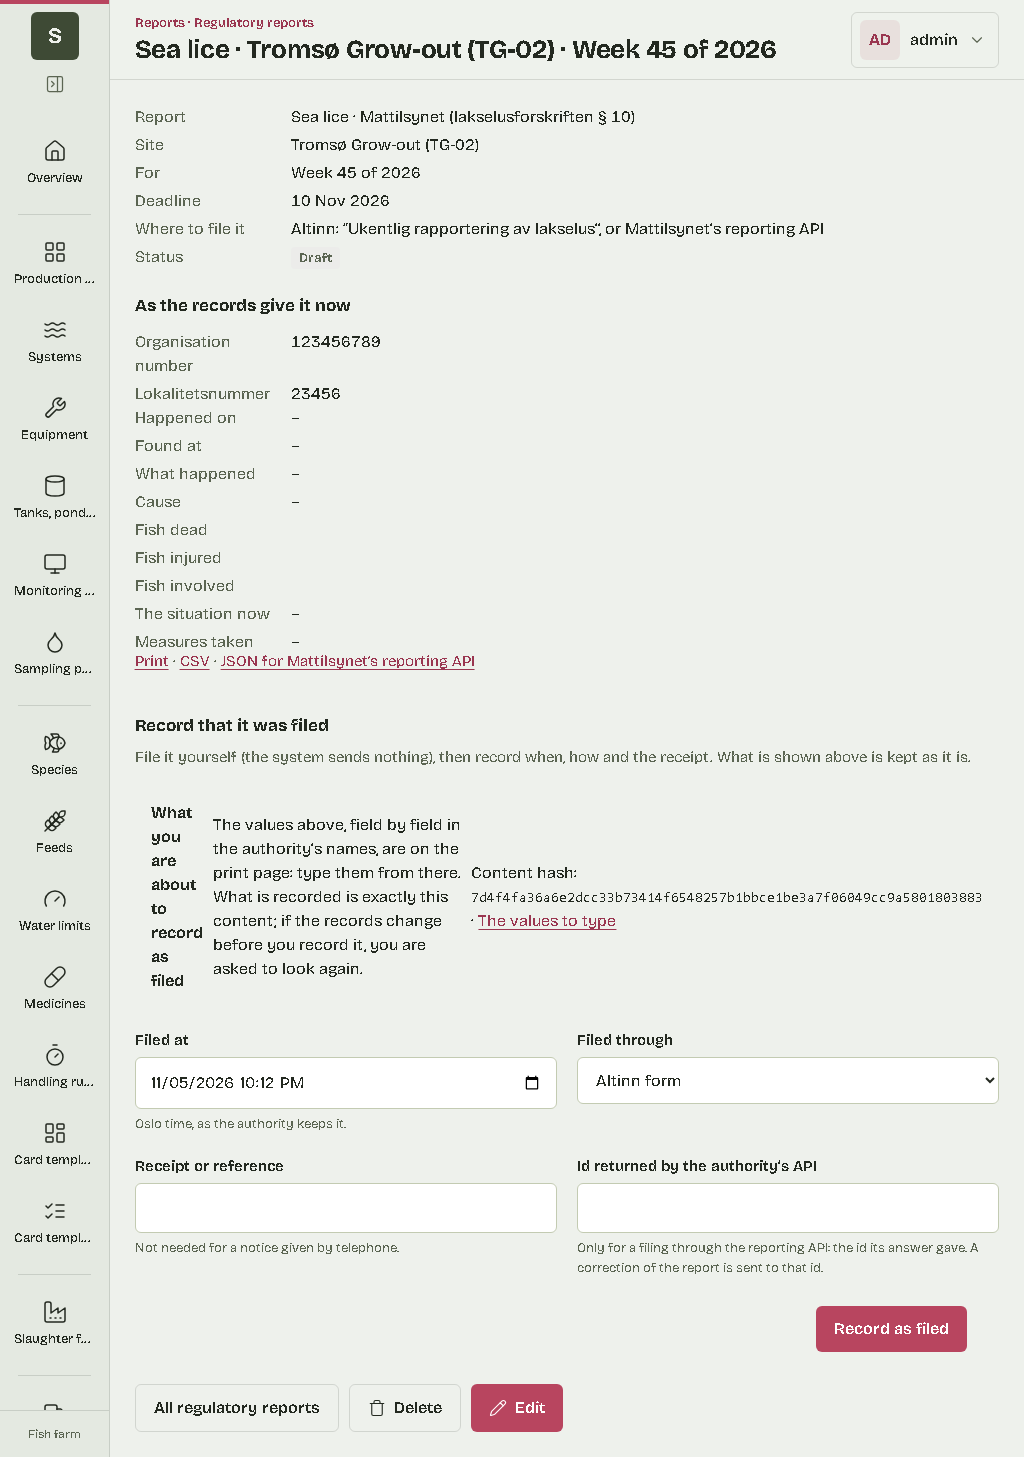 S
Reports · Regulatory reports
Sea lice · Tromsø Grow-out (TG-02) · Week 45 of 2026
AD admin
Overview
Production ...
Systems
Equipment
Tanks, pond...
Monitoring ...
Sampling p...
Species
Feeds
Water limits
Medicines
Handling ru...
Card templ...
Card templ...
Slaughter f...
Fish farm
Report Sea lice · Mattilsynet (lakselusforskriften § 10)
Site Tromsø Grow-out (TG-02)
For Week 45 of 2026
Deadline 10 Nov 2026
Where to file it Altinn: “Ukentlig rapportering av lakselus”, or Mattilsynet’s reporting API
Status Draft
As the records give it now
Organisation 123456789
number
Lokalitetsnummer 23456
Happened on –
Found at –
What happened –
Cause –
Fish dead
Fish injured
Fish involved
The situation now –
Measures taken –
Print · CSV · JSON for Mattilsynet’s reporting API
Record that it was filed
File it yourself (the system sends nothing), then record when, how and the receipt. What is shown above is kept as it is.
What
you
are
about
to
record
as
filed
The values above, field by field in
the authority’s names, are on the
print page: type them from there.
What is recorded is exactly this
content; if the records change
before you record it, you are
asked to look again.
Content hash:
7d4f4fa36a6e2dcc33b73414f6548257b1bbce1be3a7f06049cc9a5801803883
· The values to type
Filed at
11/05/2026 10:12 PM
Oslo time, as the authority keeps it.
Filed through
Altinn form
Receipt or reference
Not needed for a notice given by telephone.
Id returned by the authority’s API
Only for a filing through the reporting API: the id its answer gave. A
correction of the report is sent to that id.
Record as filed
All regulatory reports Delete Edit